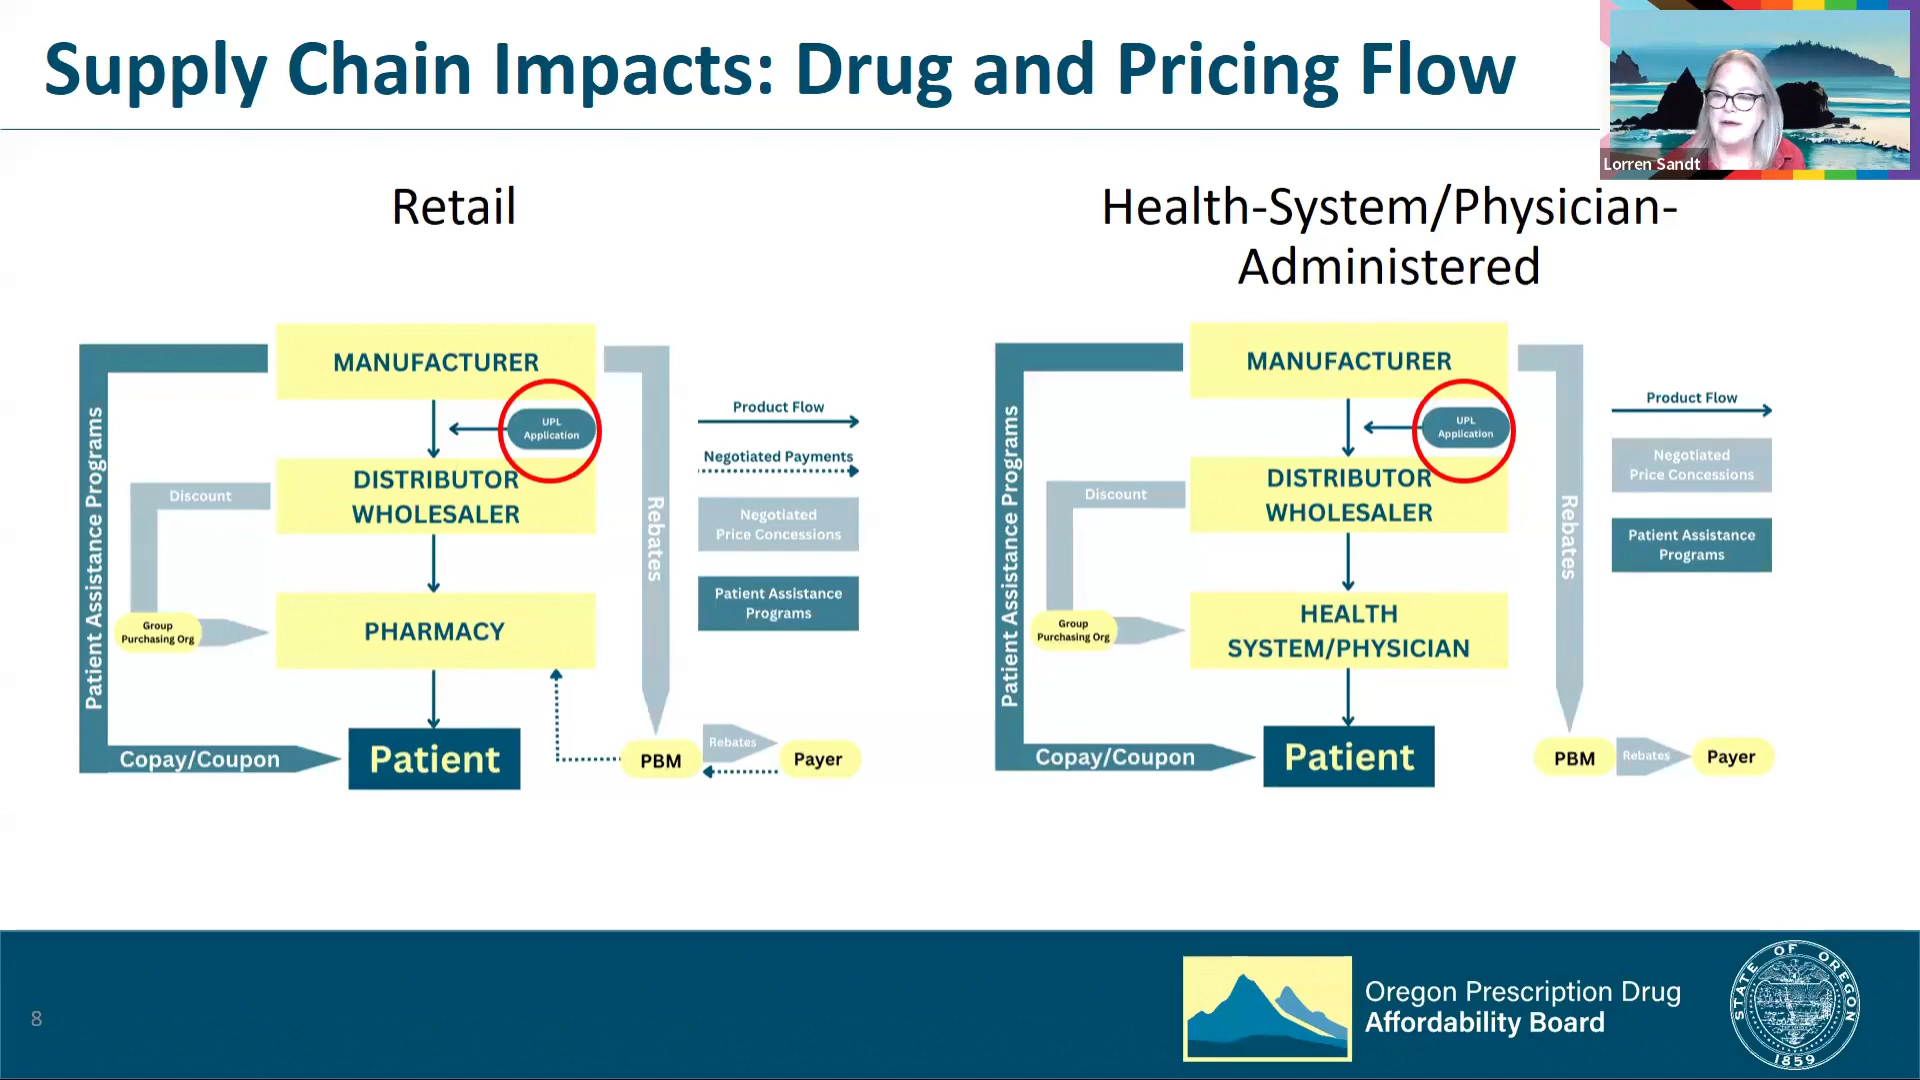 Supply Chain Impacts: Drug and Pricing Flow
Lorren Sandt
Retail
MANUFACTURER
UPL
Application
DISTRIBUTOR
WHOLESALER
PHARMACY
Patient
Patient Assistance Programs
Copay/Coupon
Discount
Group
Purchasing Org
Rebates
PBM
Rebates
Payer
Product Flow
Negotiated Payments
Negotiated
Price Concessions
Patient Assistance
Programs
Health-System/Physician-
Administered
MANUFACTURER
UPL
Application
DISTRIBUTOR
WHOLESALER
HEALTH
SYSTEM/PHYSICIAN
Patient
Patient Assistance Programs
Copay/Coupon
Discount
Group
Purchasing Org
Rebates
PBM
Rebates
Payer
Product Flow
Negotiated
Price Concessions
Patient Assistance
Programs
8
Oregon Prescription Drug
Affordability Board
STATE OF OREGON
1859